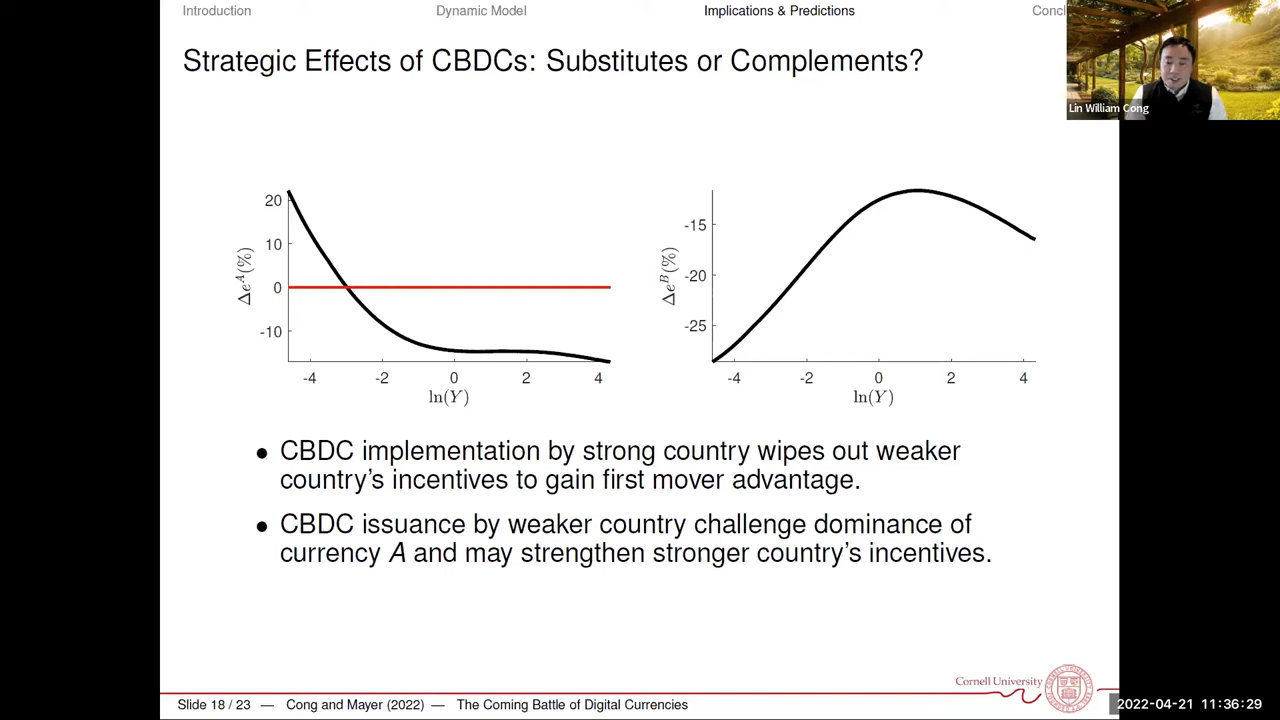 Introduction Dynamic Model Implications & Predictions Concl
Strategic Effects of CBDCs: Substitutes or Complements?
Lin William Cong
20
10
0
-10
Δe^A(%)
-4 -2 0 2 4
ln(Y)
-15
-20
-25
Δe^B(%)
-4 -2 0 2 4
ln(Y)
• CBDC implementation by strong country wipes out weaker
country's incentives to gain first mover advantage.
• CBDC issuance by weaker country challenge dominance of
currency A and may strengthen stronger country's incentives.
Cornell University
Slide 18 / 23 — Cong and Mayer (2022) — The Coming Battle of Digital Currencies
2022-04-21 11:36:29